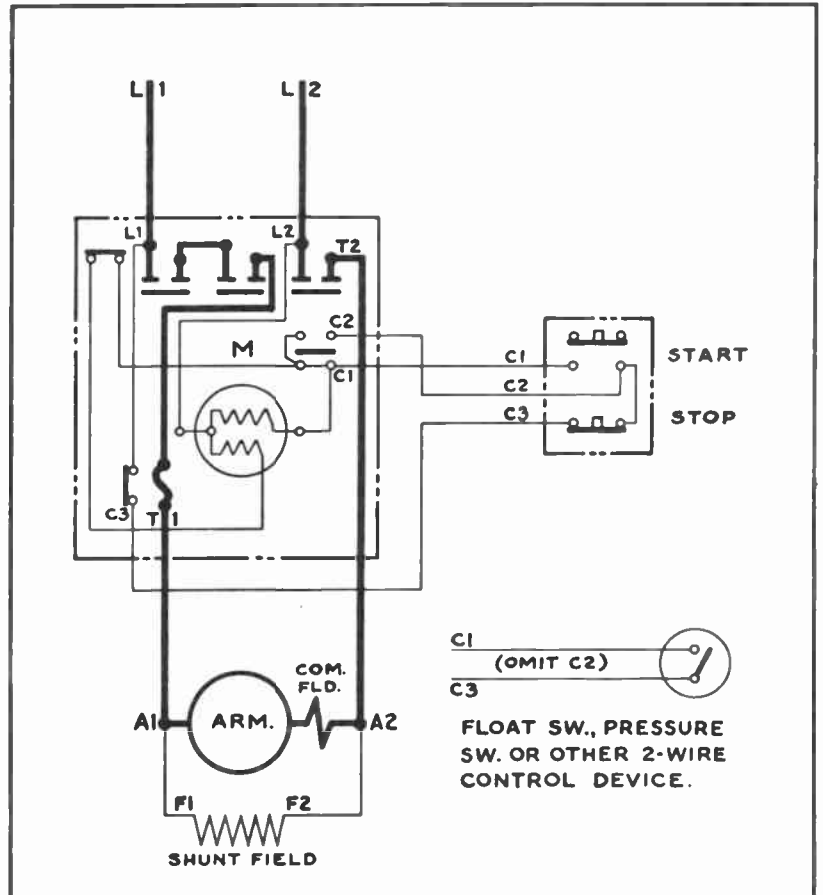 L1 L2
L1 L2 T2
C2
M
C1
C1 START
C2
C3 STOP
C3 T1
C1
(OMIT C2)
C3
COM.
FLD.
A1 ARM. A2
FLOAT SW., PRESSURE
SW. OR OTHER 2-WIRE
CONTROL DEVICE.
F1 F2
SHUNT FIELD